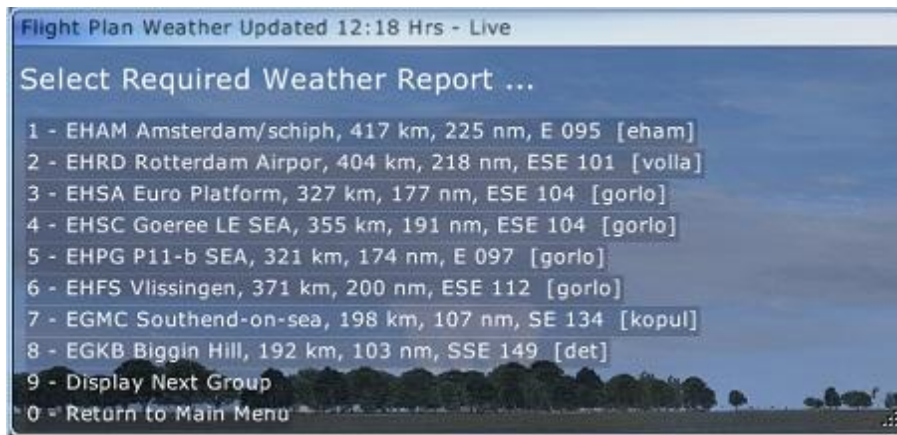 Flight Plan Weather Updated 12:18 Hrs - Live
Select Required Weather Report ...
1 - EHAM Amsterdam/schiph, 417 km, 225 nm, E 095 [eham]
2 - EHRD Rotterdam Airpor, 404 km, 218 nm, ESE 101 [volla]
3 - EHSA Euro Platform, 327 km, 177 nm, ESE 104 [gorlo]
4 - EHSC Goeree LE SEA, 355 km, 191 nm, ESE 104 [gorlo]
5 - EHPG P11-b SEA, 321 km, 174 nm, E 097 [gorlo]
6 - EHFS Vlissingen, 371 km, 200 nm, ESE 112 [gorlo]
7 - EGMC Southend-on-sea, 198 km, 107 nm, SE 134 [kopul]
8 - EGKB Biggin Hill, 192 km, 103 nm, SSE 149 [det]
9 - Display Next Group
0 - Return to Main Menu